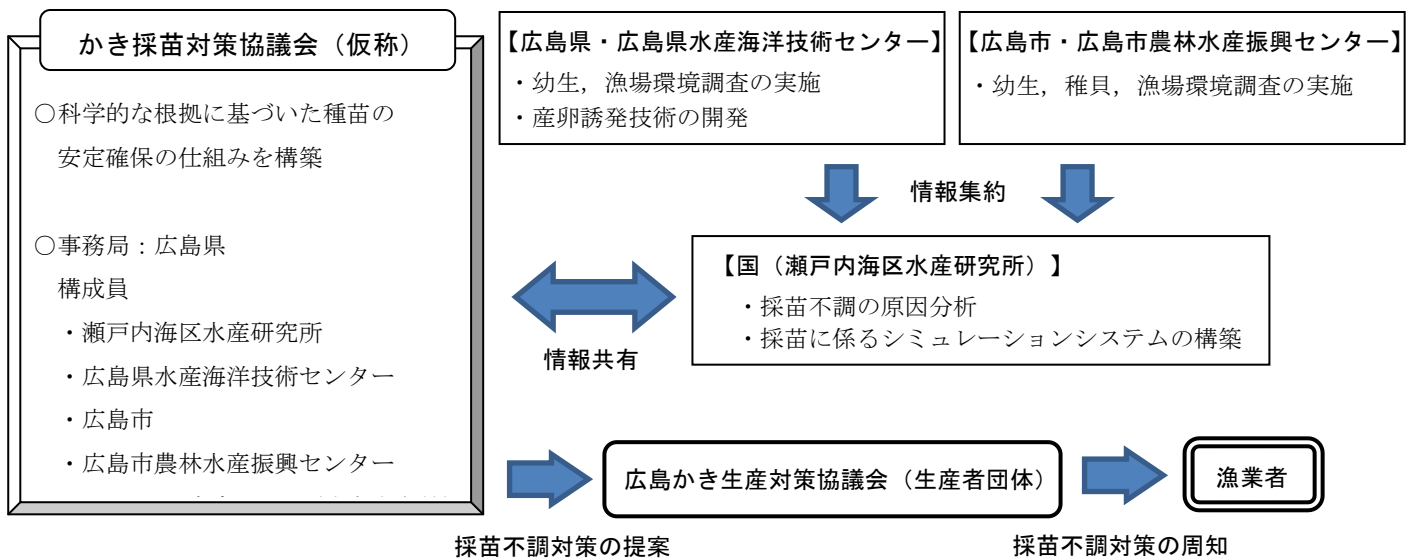 かき採苗対策協議会（仮称）
○科学的な根拠に基づいた種苗の
安定確保の仕組みを構築
○事務局：広島県
構成員
・瀬戸内海区水産研究所
・広島県水産海洋技術センター
・広島市
・広島市農林水産振興センター
【広島県・広島県水産海洋技術センター】
・幼生，漁場環境調査の実施
・産卵誘発技術の開発
【広島市・広島市農林水産振興センター】
・幼生，稚貝，漁場環境調査の実施
情報集約
【国（瀬戸内海区水産研究所）】
・採苗不調の原因分析
・採苗に係るシミュレーションシステムの構築
情報共有
広島かき生産対策協議会（生産者団体）
漁業者
採苗不調対策の提案
採苗不調対策の周知